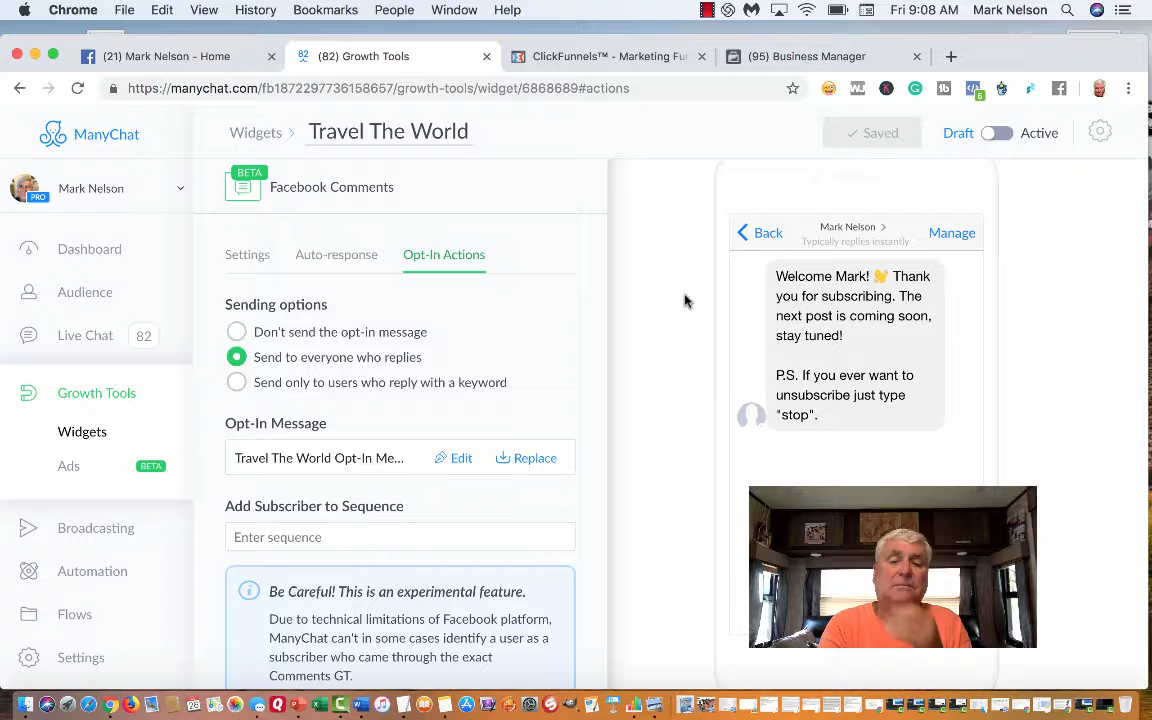 Chrome File Edit View History Bookmarks People Window Help Fri 9:08 AM Mark Nelson
(21) Mark Nelson - Home
82
(82) Growth Tools
ClickFunnels™ - Marketing Fu
(95) Business Manager
https://manychat.com/fb1872297736158657/growth-tools/widget/6868689#actions
ManyChat
Widgets
Travel The World
Saved
Draft
Active
Mark Nelson
PRO
BETA
Facebook Comments
Dashboard
Audience
Live Chat 82
Growth Tools
Widgets
Ads BETA
Broadcasting
Automation
Flows
Settings
Settings Auto-response Opt-In Actions
Sending options
Don't send the opt-in message
Send to everyone who replies
Send only to users who reply with a keyword
Opt-In Message
Travel The World Opt-In Me... Edit Replace
Add Subscriber to Sequence
Enter sequence
Be Careful! This is an experimental feature.
Due to technical limitations of Facebook platform,
ManyChat can't in some cases identify a user as a
subscriber who came through the exact
Comments GT.
Back
Mark Nelson
Typically replies instantly
Manage
Welcome Mark! 👋 Thank
you for subscribing. The
next post is coming soon,
stay tuned!
P.S. If you ever want to
unsubscribe just type
"stop".